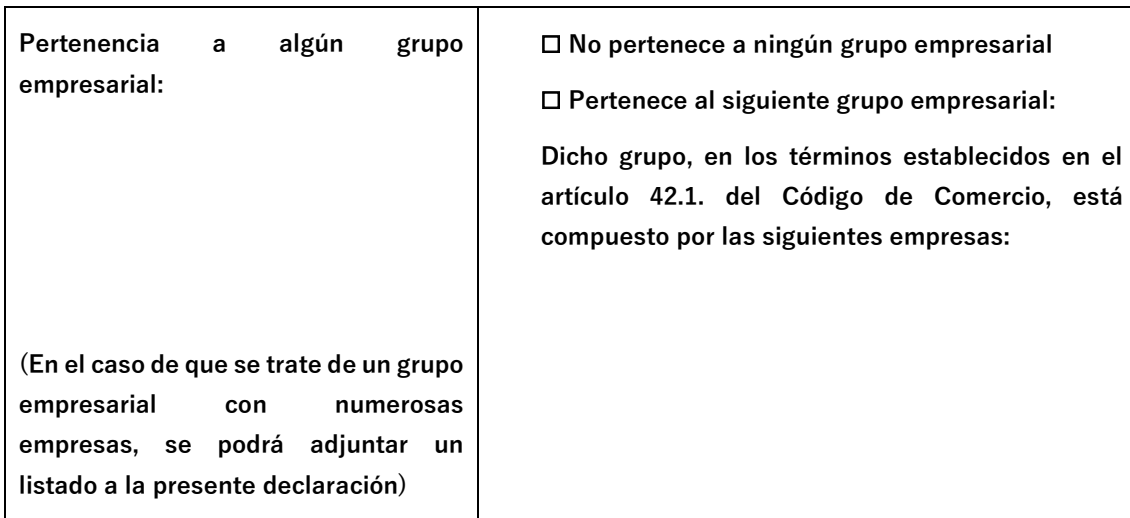 Pertenencia a algún grupo
empresarial:
(En el caso de que se trate de un grupo
empresarial con numerosas
empresas, se podrá adjuntar un
listado a la presente declaración)
☐ No pertenece a ningún grupo empresarial
☐ Pertenece al siguiente grupo empresarial:
Dicho grupo, en los términos establecidos en el
artículo 42.1. del Código de Comercio, está
compuesto por las siguientes empresas: